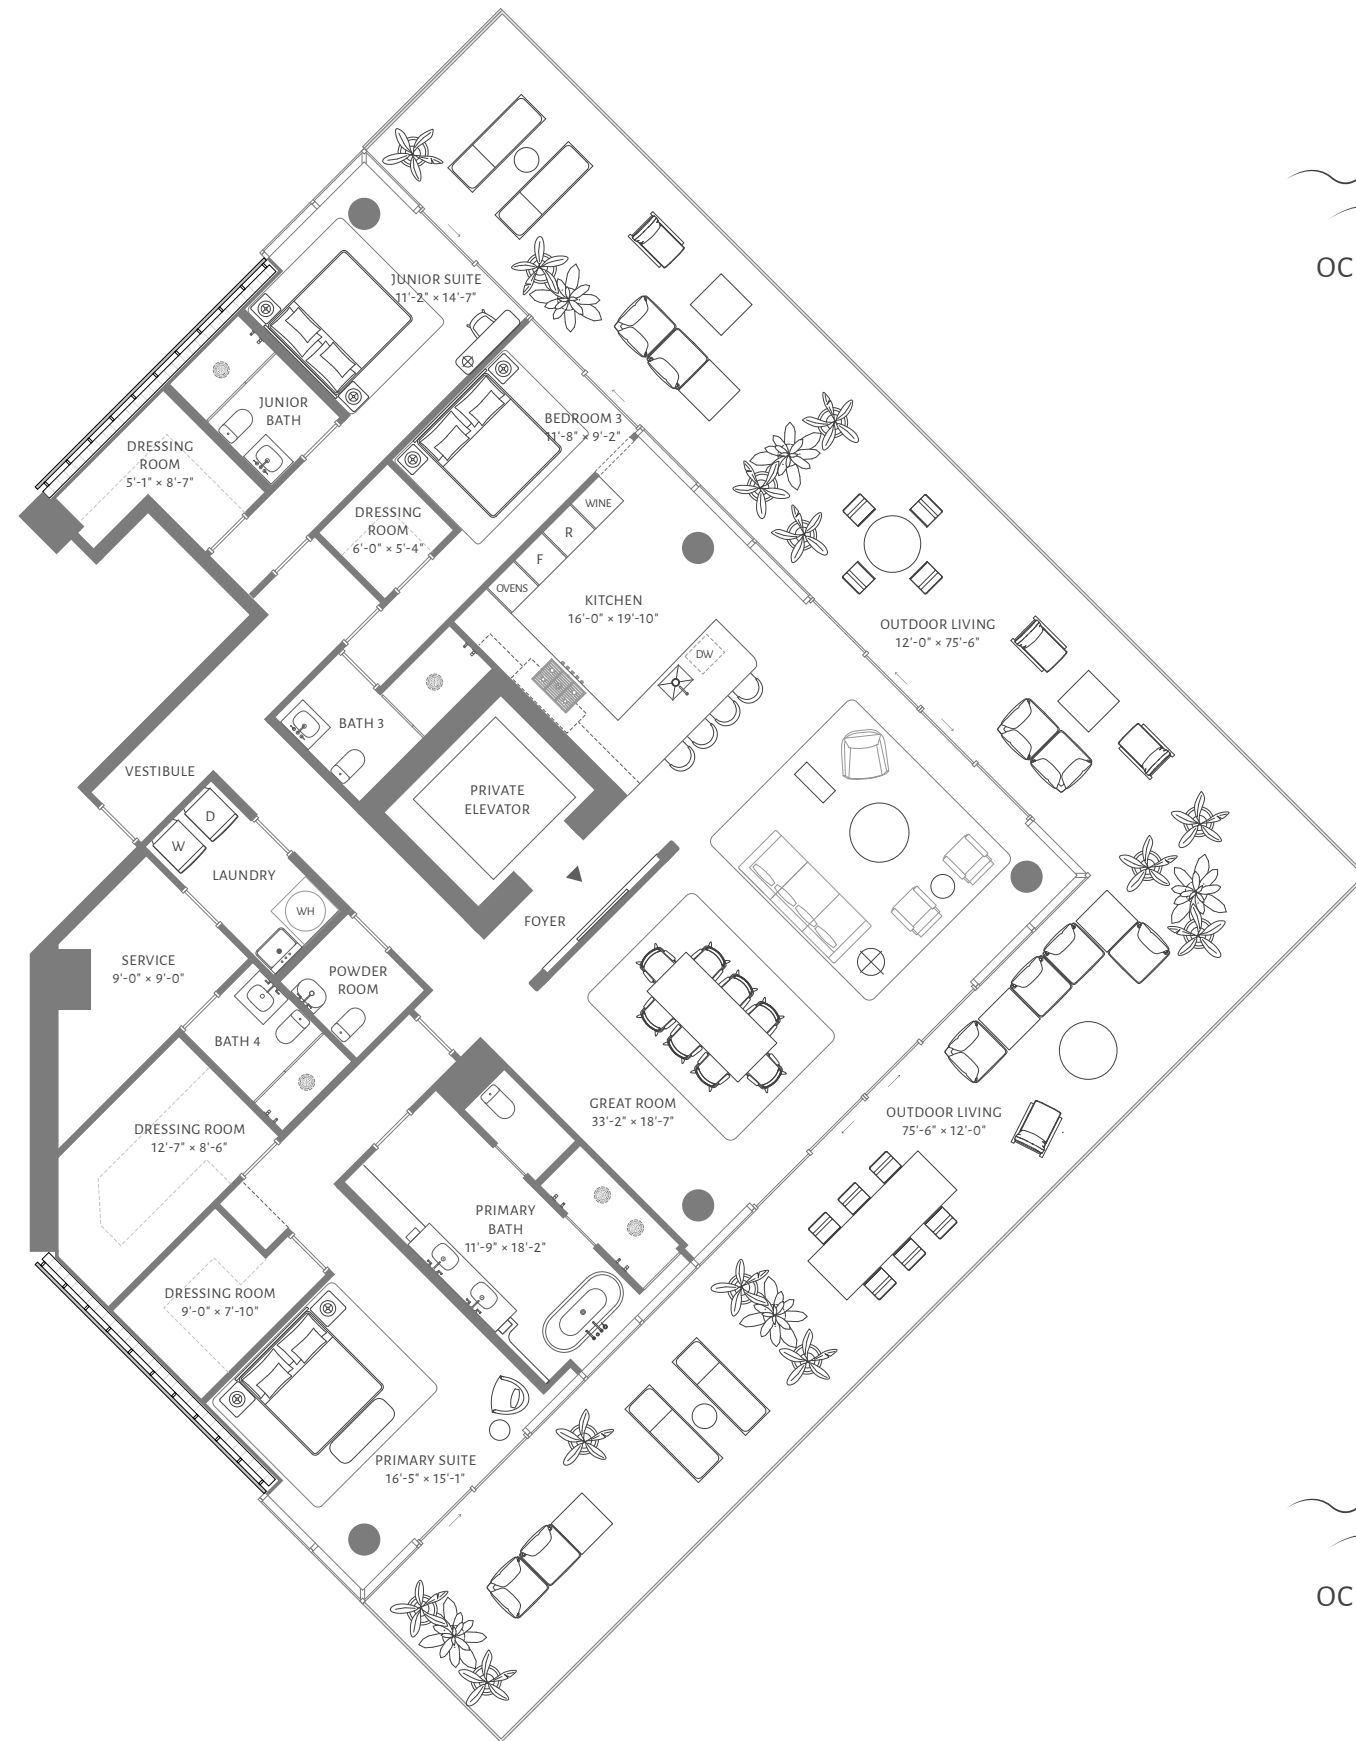 OC
JUNIOR SUITE
11'-2" × 14'-7"
JUNIOR
BATH
BEDROOM 3
11'-8" × 9'-2"
DRESSING
ROOM
5'-1" × 8'-7"
DRESSING
ROOM
6'-0" × 5'-4"
WINE
R
F
OVENS
KITCHEN
16'-0" × 19'-10"
DW
OUTDOOR LIVING
12'-0" × 75'-6"
BATH 3
VESTIBULE
PRIVATE
ELEVATOR
D
W
LAUNDRY
WH
FOYER
SERVICE
9'-0" × 9'-0"
POWDER
ROOM
BATH 4
GREAT ROOM
33'-2" × 18'-7"
OUTDOOR LIVING
75'-6" × 12'-0"
DRESSING ROOM
12'-7" × 8'-6"
PRIMARY
BATH
11'-9" × 18'-2"
DRESSING ROOM
9'-0" × 7'-10"
PRIMARY SUITE
16'-5" × 15'-1"
OC